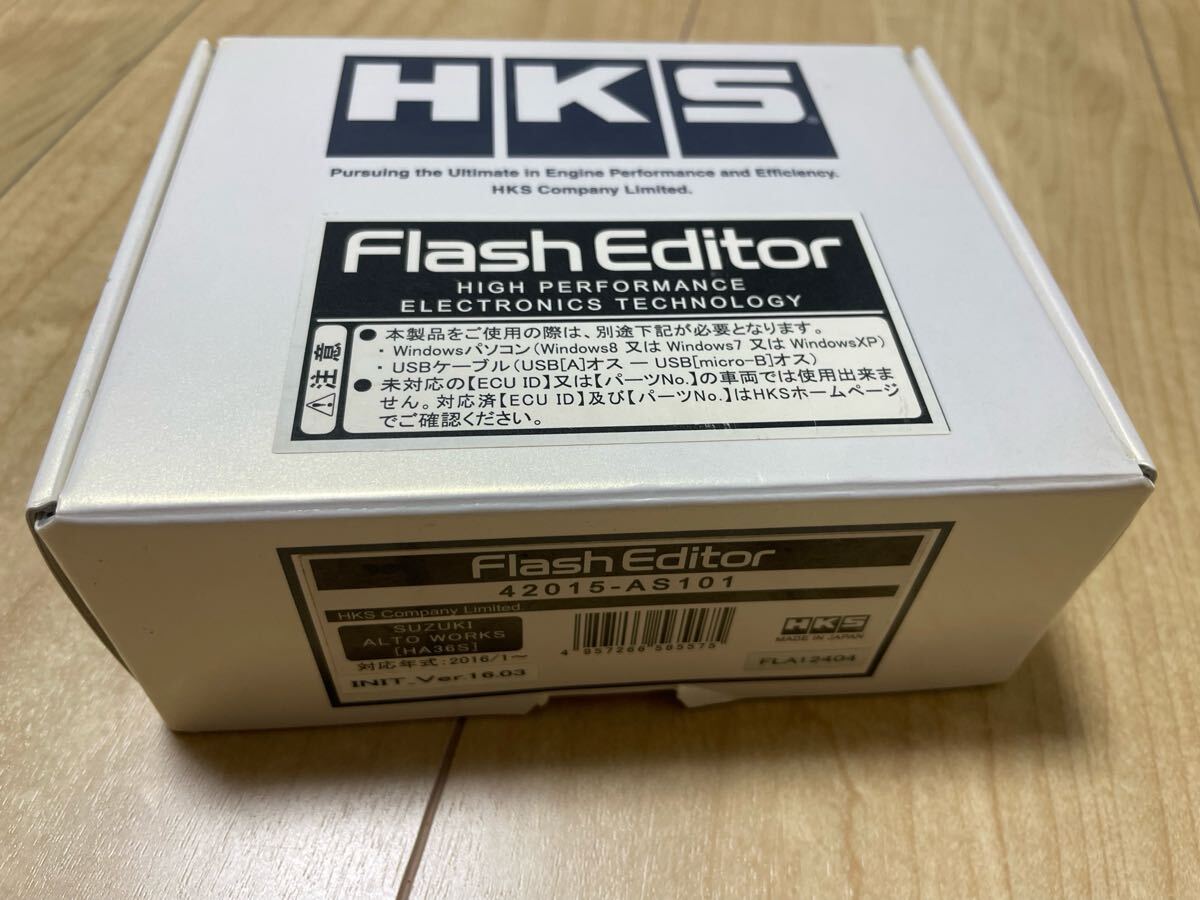 HKS
Pursuing the Ultimate in Engine Performance and Efficiency.
HKS Company Limited.
Flash Editor
HIGH PERFORMANCE
ELECTRONICS TECHNOLOGY
注意
● 本製品をご使用の際は、別途下記が必要となります。
・Windowsパソコン(Windows8 又は Windows7 又は WindowsXP)
・USBケーブル(USB[A]オス ー USB[micro-B]オス)
● 未対応の【ECU ID】又は【パーツNo.】の車両では使用出来ま
せん。対応済【ECU ID】及び【パーツNo.】はHKSホームページ
でご確認ください。
Flash Editor
42015-AS101
HKS Company Limited.
SUZUKI
ALTO WORKS
[HA36S]
対応年式:2016/1～
INIT_Ver.16.03
4 957266 585575
HKS
MADE IN JAPAN
FLA12404